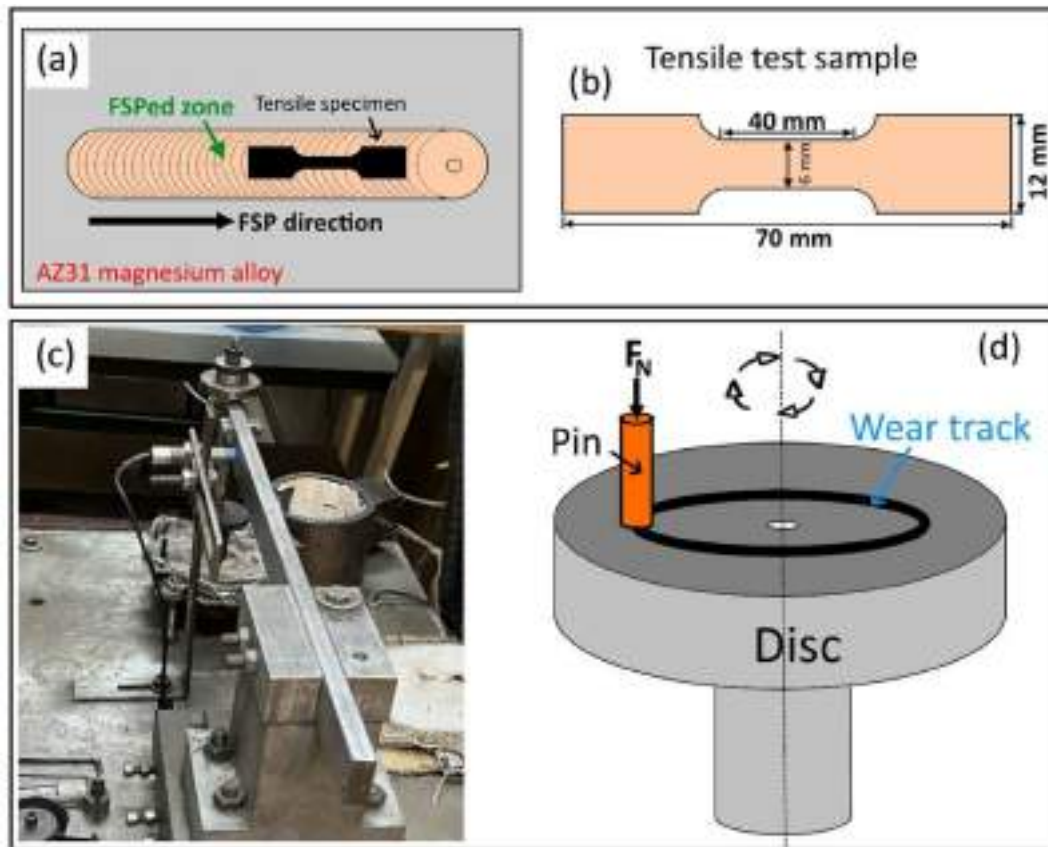 (a)
FSPed zone
Tensile specimen
FSP direction
AZ31 magnesium alloy
Tensile test sample
(b)
40 mm
6 mm
12 mm
70 mm
(c)
(d)
F_N
Pin
Wear track
Disc